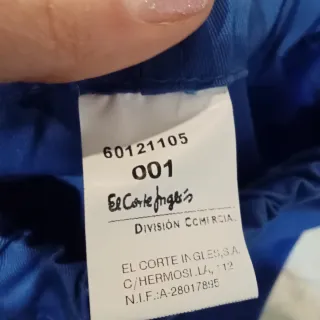 60121105
001
El Corte Inglés
DIVISIÓN COMERCIAL
EL CORTE INGLES,S.A.
C/HERMOSILLA, 112
N.I.F.:A-28017895